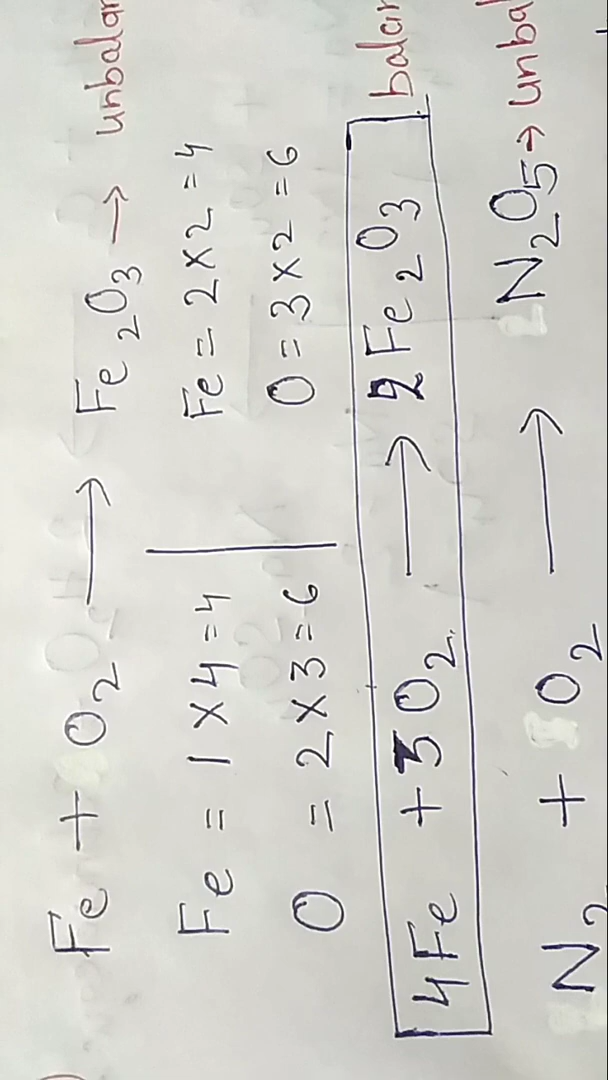 Fe + O₂ → Fe₂O₃ → unbalan
Fe = 1 × 4 = 4 | Fe = 2 × 2 = 4
O = 2 × 3 = 6 | O = 3 × 2 = 6
4Fe + 3O₂ → 2Fe₂O₃ balan
N₂ + O₂ → N₂O₅ → unba